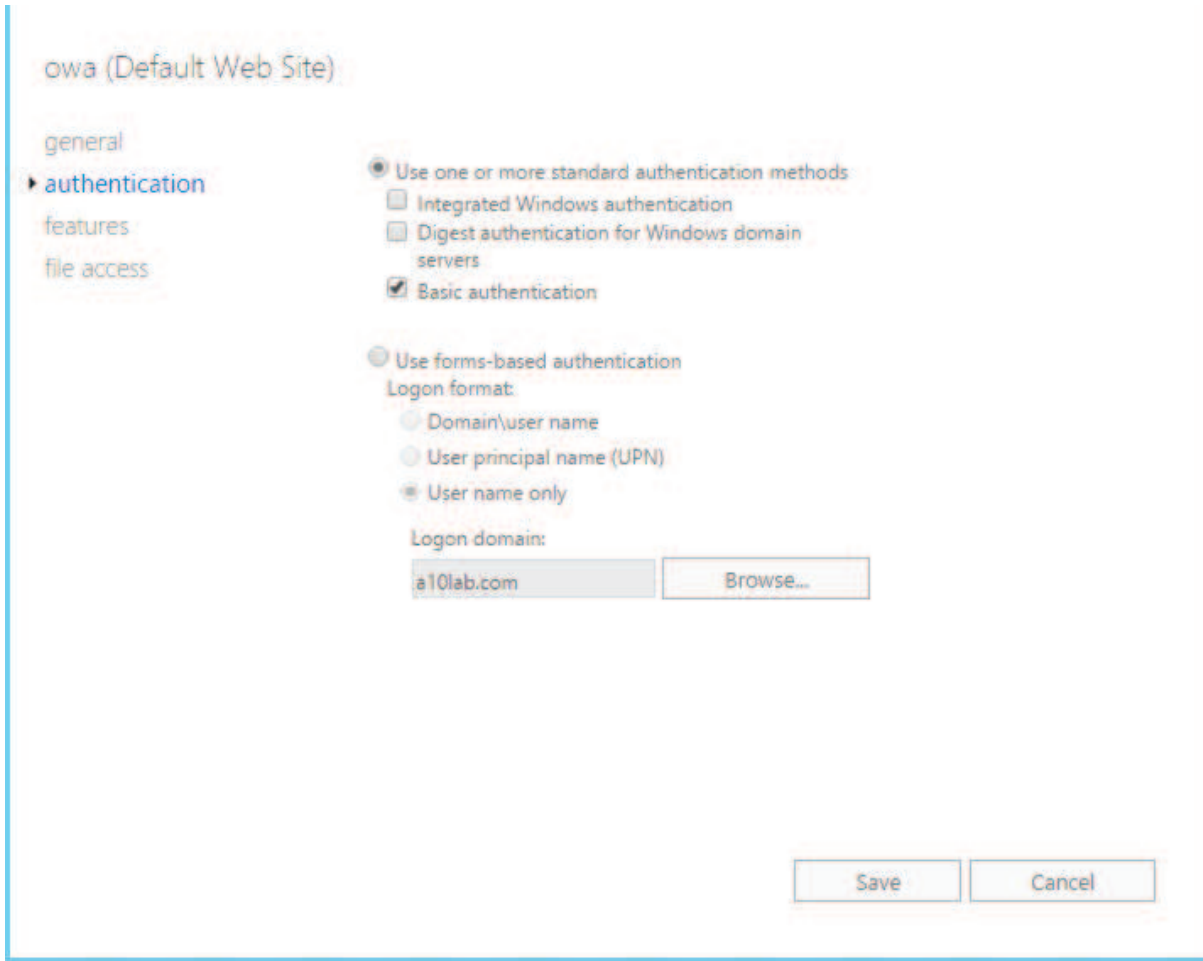 owa (Default Web Site)
general
authentication
features
file access
Use one or more standard authentication methods
Integrated Windows authentication
Digest authentication for Windows domain
servers
Basic authentication
Use forms-based authentication
Logon format:
Domain\user name
User principal name (UPN)
User name only
Logon domain:
a10lab.com
Browse...
Save
Cancel